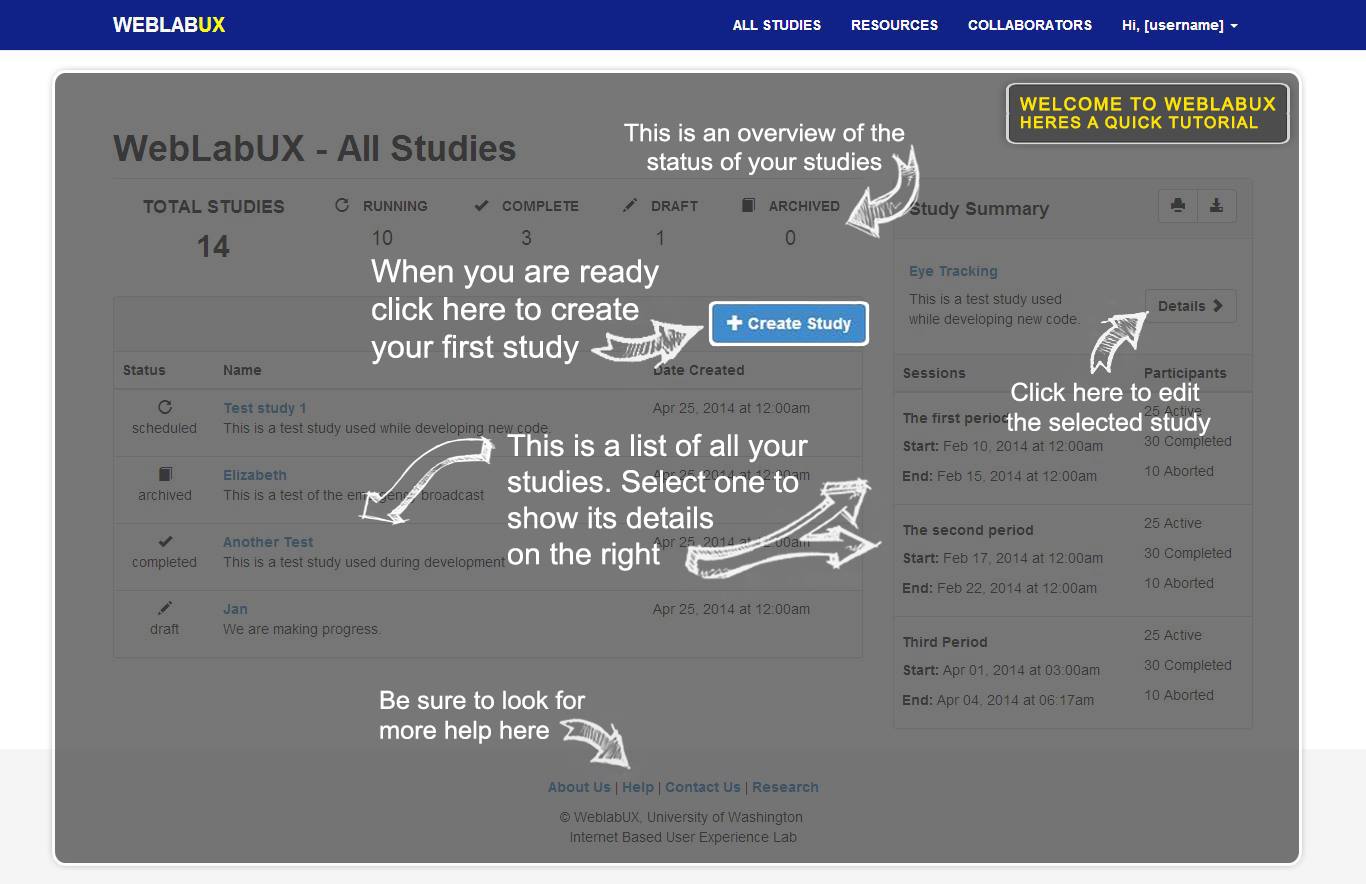 WEBLABUX
ALL STUDIES RESOURCES COLLABORATORS Hi, [username]
WELCOME TO WEBLABUX
HERES A QUICK TUTORIAL
WebLabUX - All Studies
This is an overview of the
status of your studies
TOTAL STUDIES RUNNING COMPLETE DRAFT ARCHIVED
14 10 3 1 0
When you are ready
click here to create
your first study
Create Study
Status Name Date Created
Test study 1 Apr 25, 2014 at 12:00am
scheduled This is a test study used while developing new code.
Elizabeth Apr 25, 2014 at 12:00am
archived This is a test of the emergency broadcast
Another Test Apr 25, 2014 at 12:00am
completed This is a test study used during development
Jan Apr 25, 2014 at 12:00am
draft We are making progress.
This is a list of all your
studies. Select one to
show its details
on the right
Study Summary
Eye Tracking
This is a test study used
while developing new code.
Details
Click here to edit
the selected study
Sessions Participants
The first period 25 Active
Start: Feb 10, 2014 at 12:00am 30 Completed
End: Feb 15, 2014 at 12:00am 10 Aborted
The second period 25 Active
Start: Feb 17, 2014 at 12:00am 30 Completed
End: Feb 22, 2014 at 12:00am 10 Aborted
Third Period 25 Active
Start: Apr 01, 2014 at 03:00am 30 Completed
End: Apr 04, 2014 at 06:17am 10 Aborted
Be sure to look for
more help here
About Us | Help | Contact Us | Research
© WeblabUX, University of Washington
Internet Based User Experience Lab